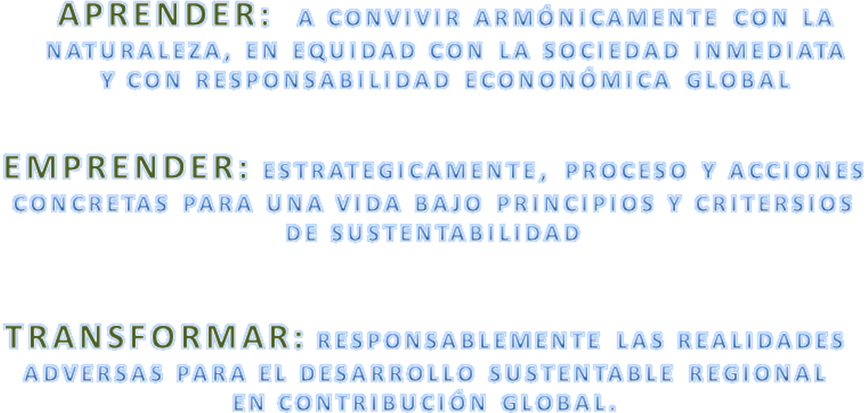 APRENDER: A CONVIVIR ARMÓNICAMENTE CON LA
NATURALEZA, EN EQUIDAD CON LA SOCIEDAD INMEDIATA
Y CON RESPONSABILIDAD ECONONÓMICA GLOBAL
EMPRENDER: ESTRATEGICAMENTE, PROCESO Y ACCIONES
CONCRETAS PARA UNA VIDA BAJO PRINCIPIOS Y CRITERSIOS
DE SUSTENTABILIDAD
TRANSFORMAR: RESPONSABLEMENTE LAS REALIDADES
ADVERSAS PARA EL DESARROLLO SUSTENTABLE REGIONAL
EN CONTRIBUCIÓN GLOBAL.